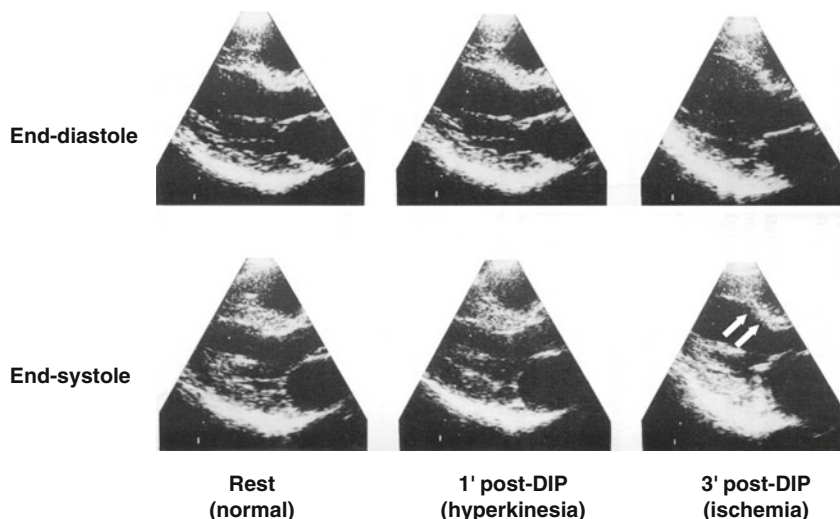 End-diastole
End-systole
Rest
(normal)
1' post-DIP
(hyperkinesia)
3' post-DIP
(ischemia)